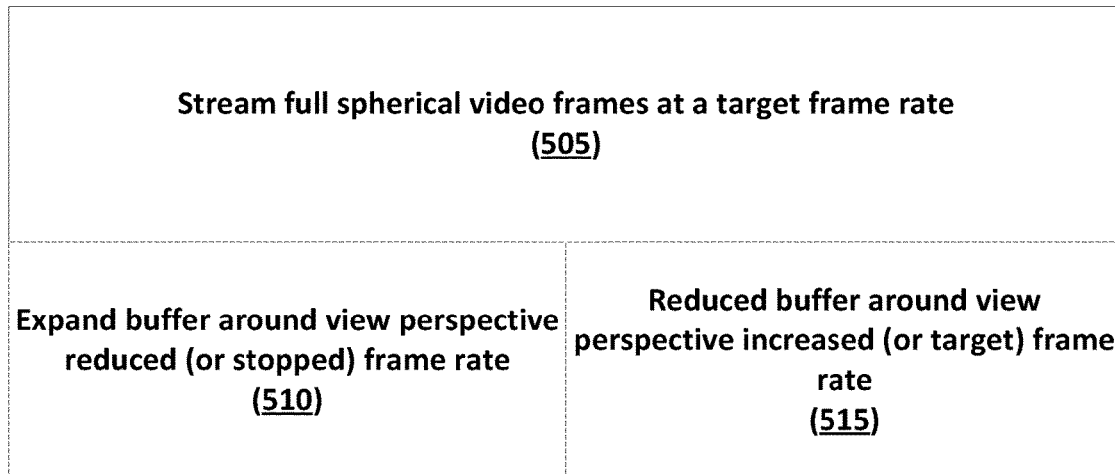 Stream full spherical video frames at a target frame rate
(505)
Expand buffer around view perspective
reduced (or stopped) frame rate
(510)
Reduced buffer around view
perspective increased (or target) frame
rate
(515)